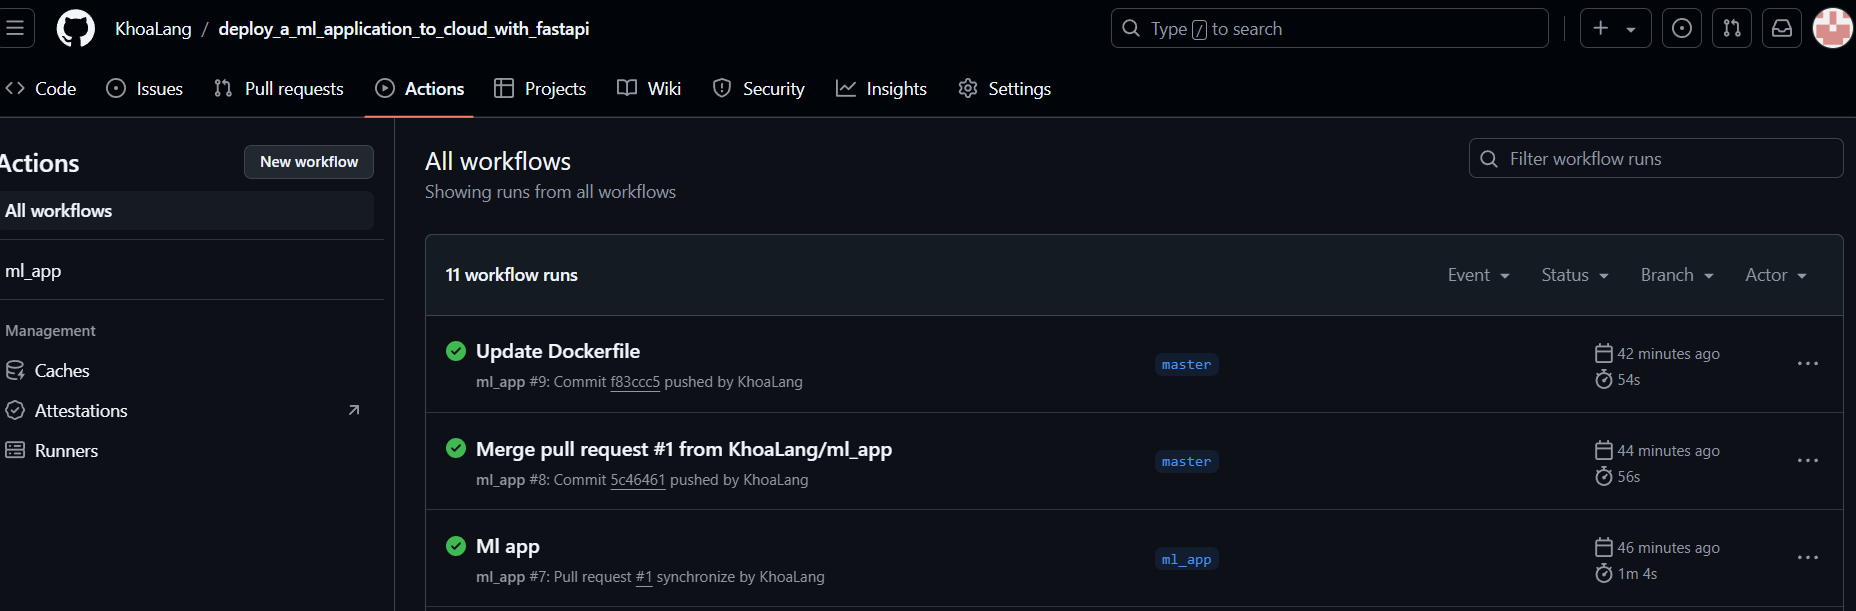 KhoaLang / deploy_a_ml_application_to_cloud_with_fastapi
Type / to search
Code Issues Pull requests Actions Projects Wiki Security Insights Settings
Actions
New workflow
All workflows
ml_app
Management
Caches
Attestations
Runners
All workflows
Showing runs from all workflows
Filter workflow runs
11 workflow runs
Event Status Branch Actor
Update Dockerfile
ml_app #9: Commit f83ccc5 pushed by KhoaLang
master
42 minutes ago
54s
Merge pull request #1 from KhoaLang/ml_app
ml_app #8: Commit 5c46461 pushed by KhoaLang
master
44 minutes ago
56s
Ml app
ml_app #7: Pull request #1 synchronize by KhoaLang
ml_app
46 minutes ago
1m 4s